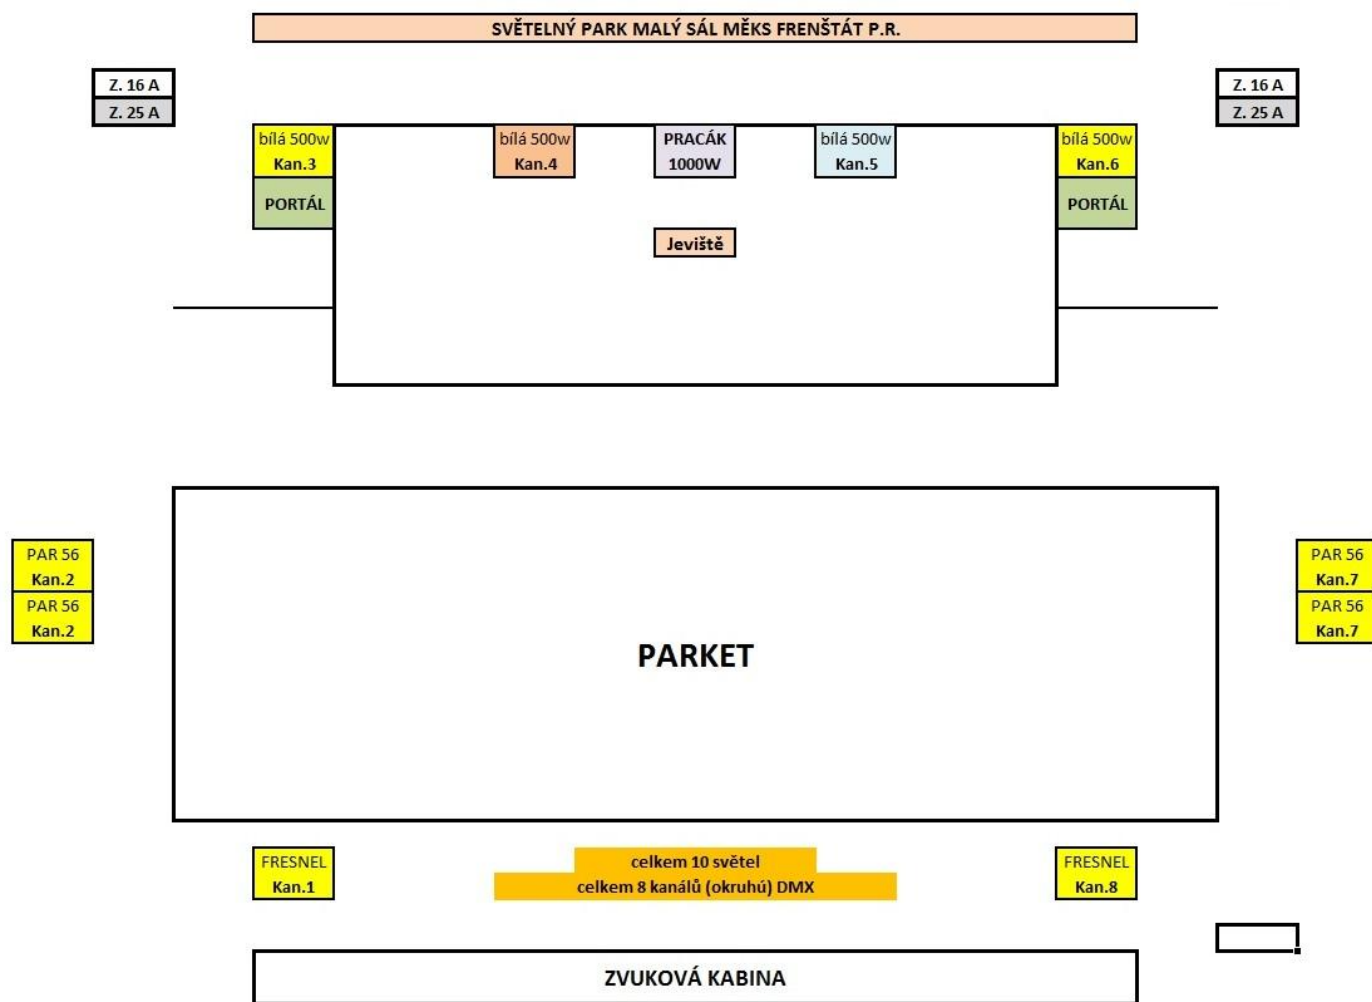 SVĚTELNÝ PARK MALÝ SÁL MĚKS FRENŠTÁT P.R.
Z. 16 A
Z. 25 A
Z. 16 A
Z. 25 A
bílá 500w
Kan.3
PORTÁL
bílá 500w
Kan.4
PRACÁK
1000W
bílá 500w
Kan.5
bílá 500w
Kan.6
PORTÁL
Jeviště
PAR 56
Kan.2
PAR 56
Kan.2
PARKET
PAR 56
Kan.7
PAR 56
Kan.7
FRESNEL
Kan.1
celkem 10 světel
celkem 8 kanálů (okruhú) DMX
FRESNEL
Kan.8
ZVUKOVÁ KABINA